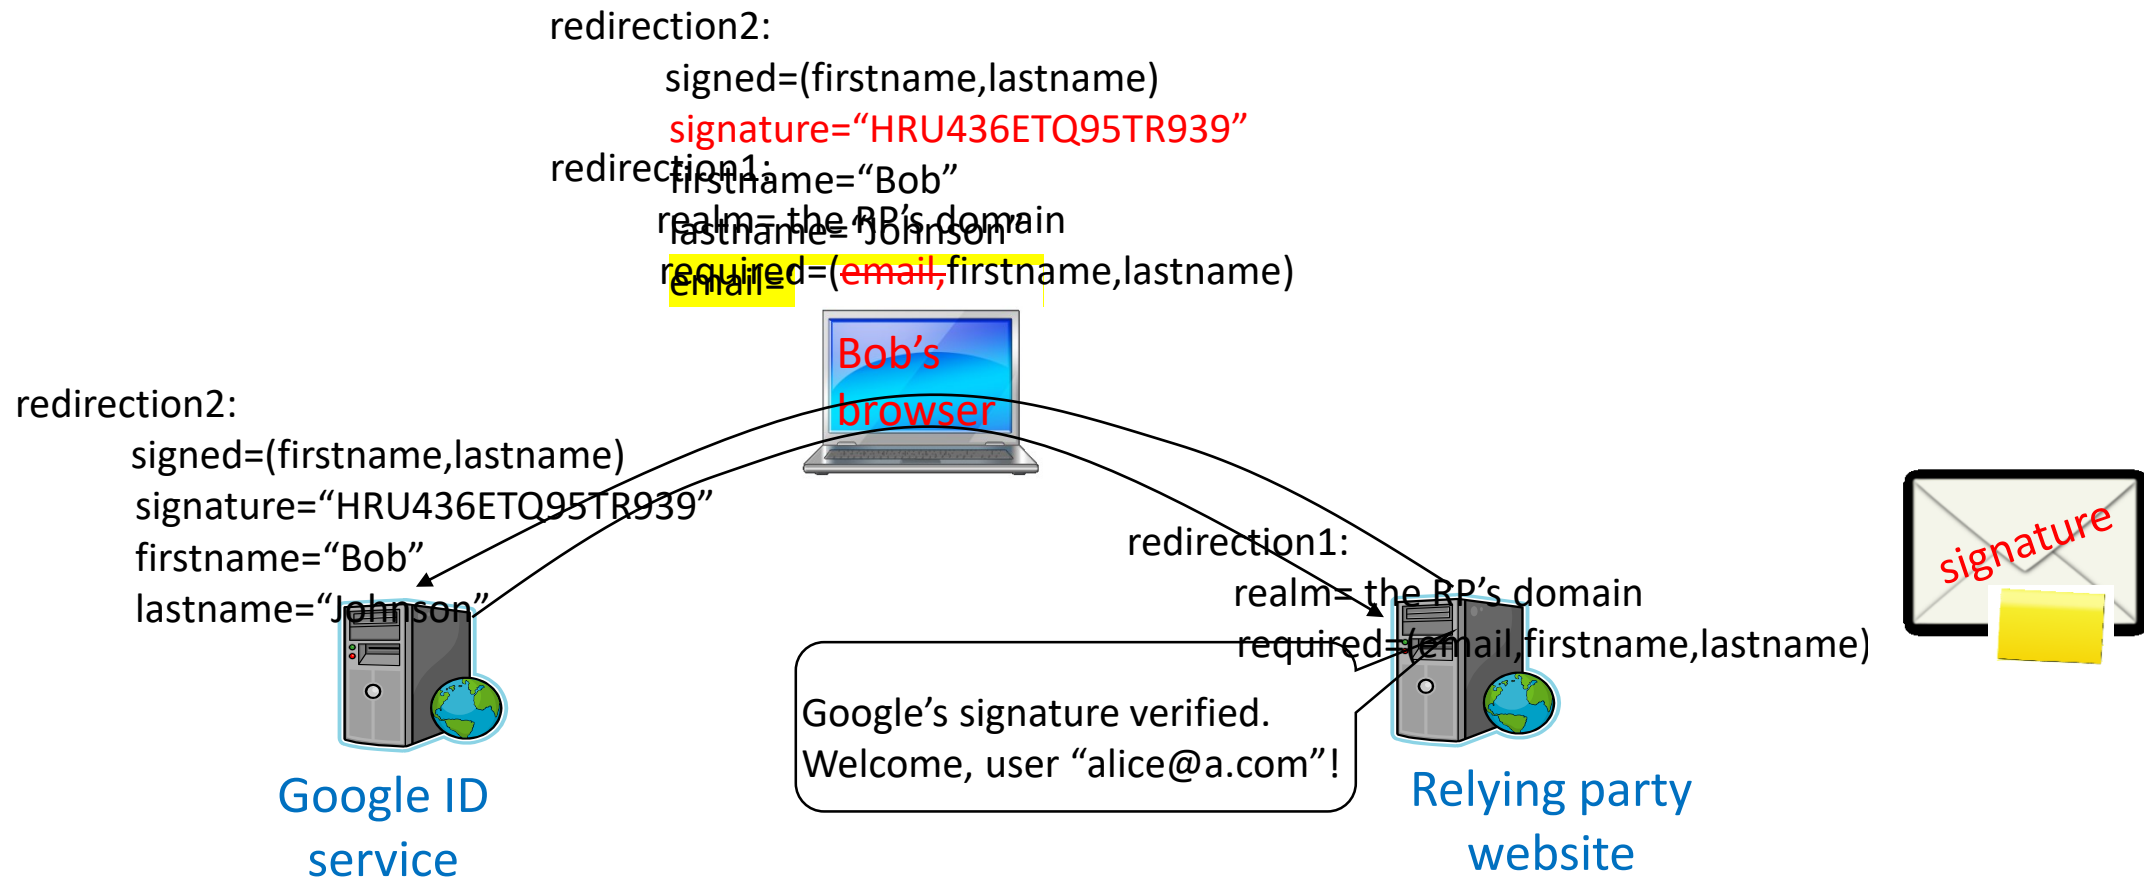 redirection2:
signed=(firstname,lastname)
signature=“HRU436ETQ95TR939”
firstname=“Bob”
lastname=“Johnson”
email=“
redirection1:
realm= the RP’s domain
required=(email,firstname,lastname)
Bob’s
browser
redirection2:
signed=(firstname,lastname)
signature=“HRU436ETQ95TR939”
firstname=“Bob”
lastname=“Johnson”
redirection1:
realm= the RP’s domain
required=(email,firstname,lastname)
signature
Google’s signature verified.
Welcome, user “alice@a.com”!
Google ID
service
Relying party
website